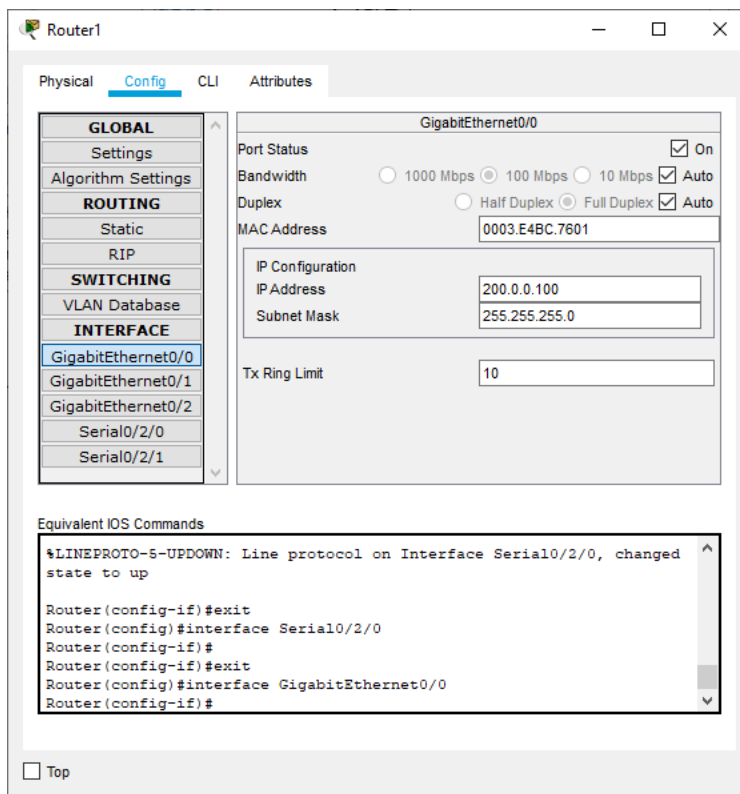 Router1
Physical Config CLI Attributes
GLOBAL
Settings
Algorithm Settings
ROUTING
Static
RIP
SWITCHING
VLAN Database
INTERFACE
GigabitEthernet0/0
GigabitEthernet0/1
GigabitEthernet0/2
Serial0/2/0
Serial0/2/1
GigabitEthernet0/0
Port Status On
Bandwidth 1000 Mbps 100 Mbps 10 Mbps Auto
Duplex Half Duplex Full Duplex Auto
MAC Address 0003.E4BC.7601
IP Configuration
IP Address 200.0.0.100
Subnet Mask 255.255.255.0
Tx Ring Limit 10
Equivalent IOS Commands
%LINEPROTO-5-UPDOWN: Line protocol on Interface Serial0/2/0, changed
state to up
Router(config-if)#exit
Router(config)#interface Serial0/2/0
Router(config-if)#
Router(config-if)#exit
Router(config)#interface GigabitEthernet0/0
Router(config-if)#
Top